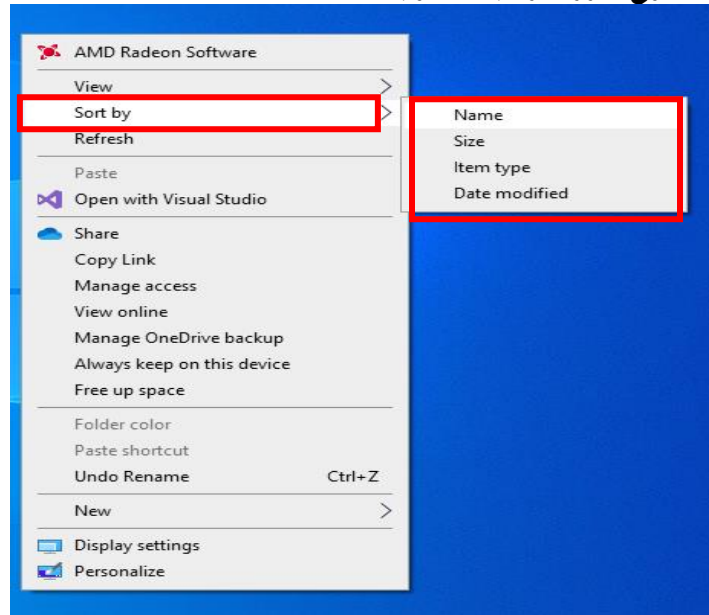 AMD Radeon Software
View
Sort by
Refresh
Paste
Open with Visual Studio
Share
Copy Link
Manage access
View online
Manage OneDrive backup
Always keep on this device
Free up space
Folder color
Paste shortcut
Undo Rename Ctrl+Z
New
Display settings
Personalize
Name
Size
Item type
Date modified